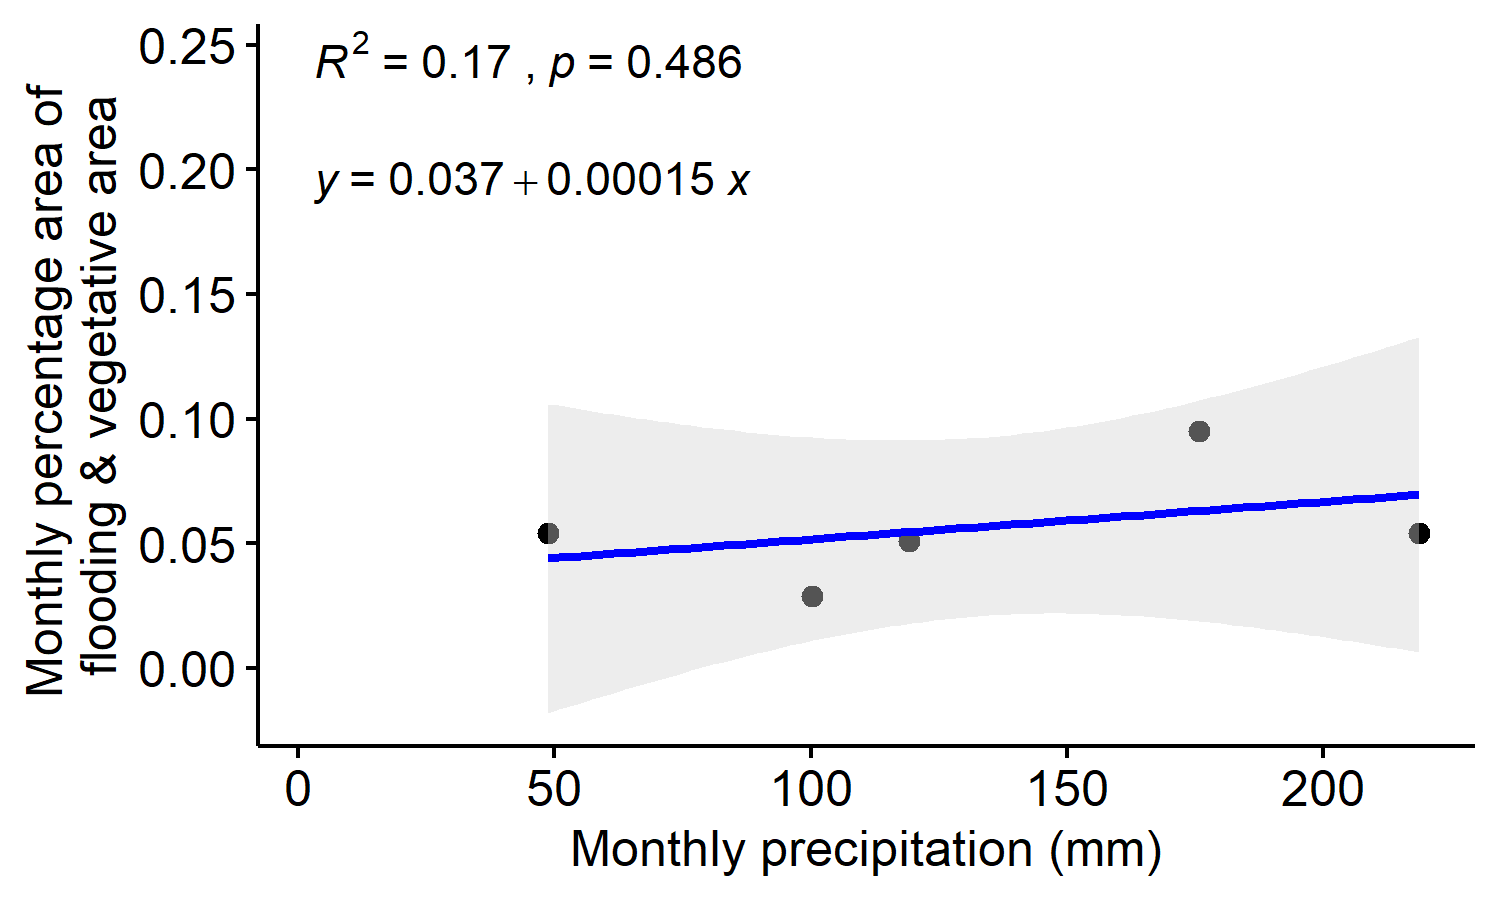 R² = 0.17 , p = 0.486
y = 0.037 + 0.00015 x
Monthly percentage area of
flooding & vegetative area
0.25
0.20
0.15
0.10
0.05
0.00
0 50 100 150 200
Monthly precipitation (mm)